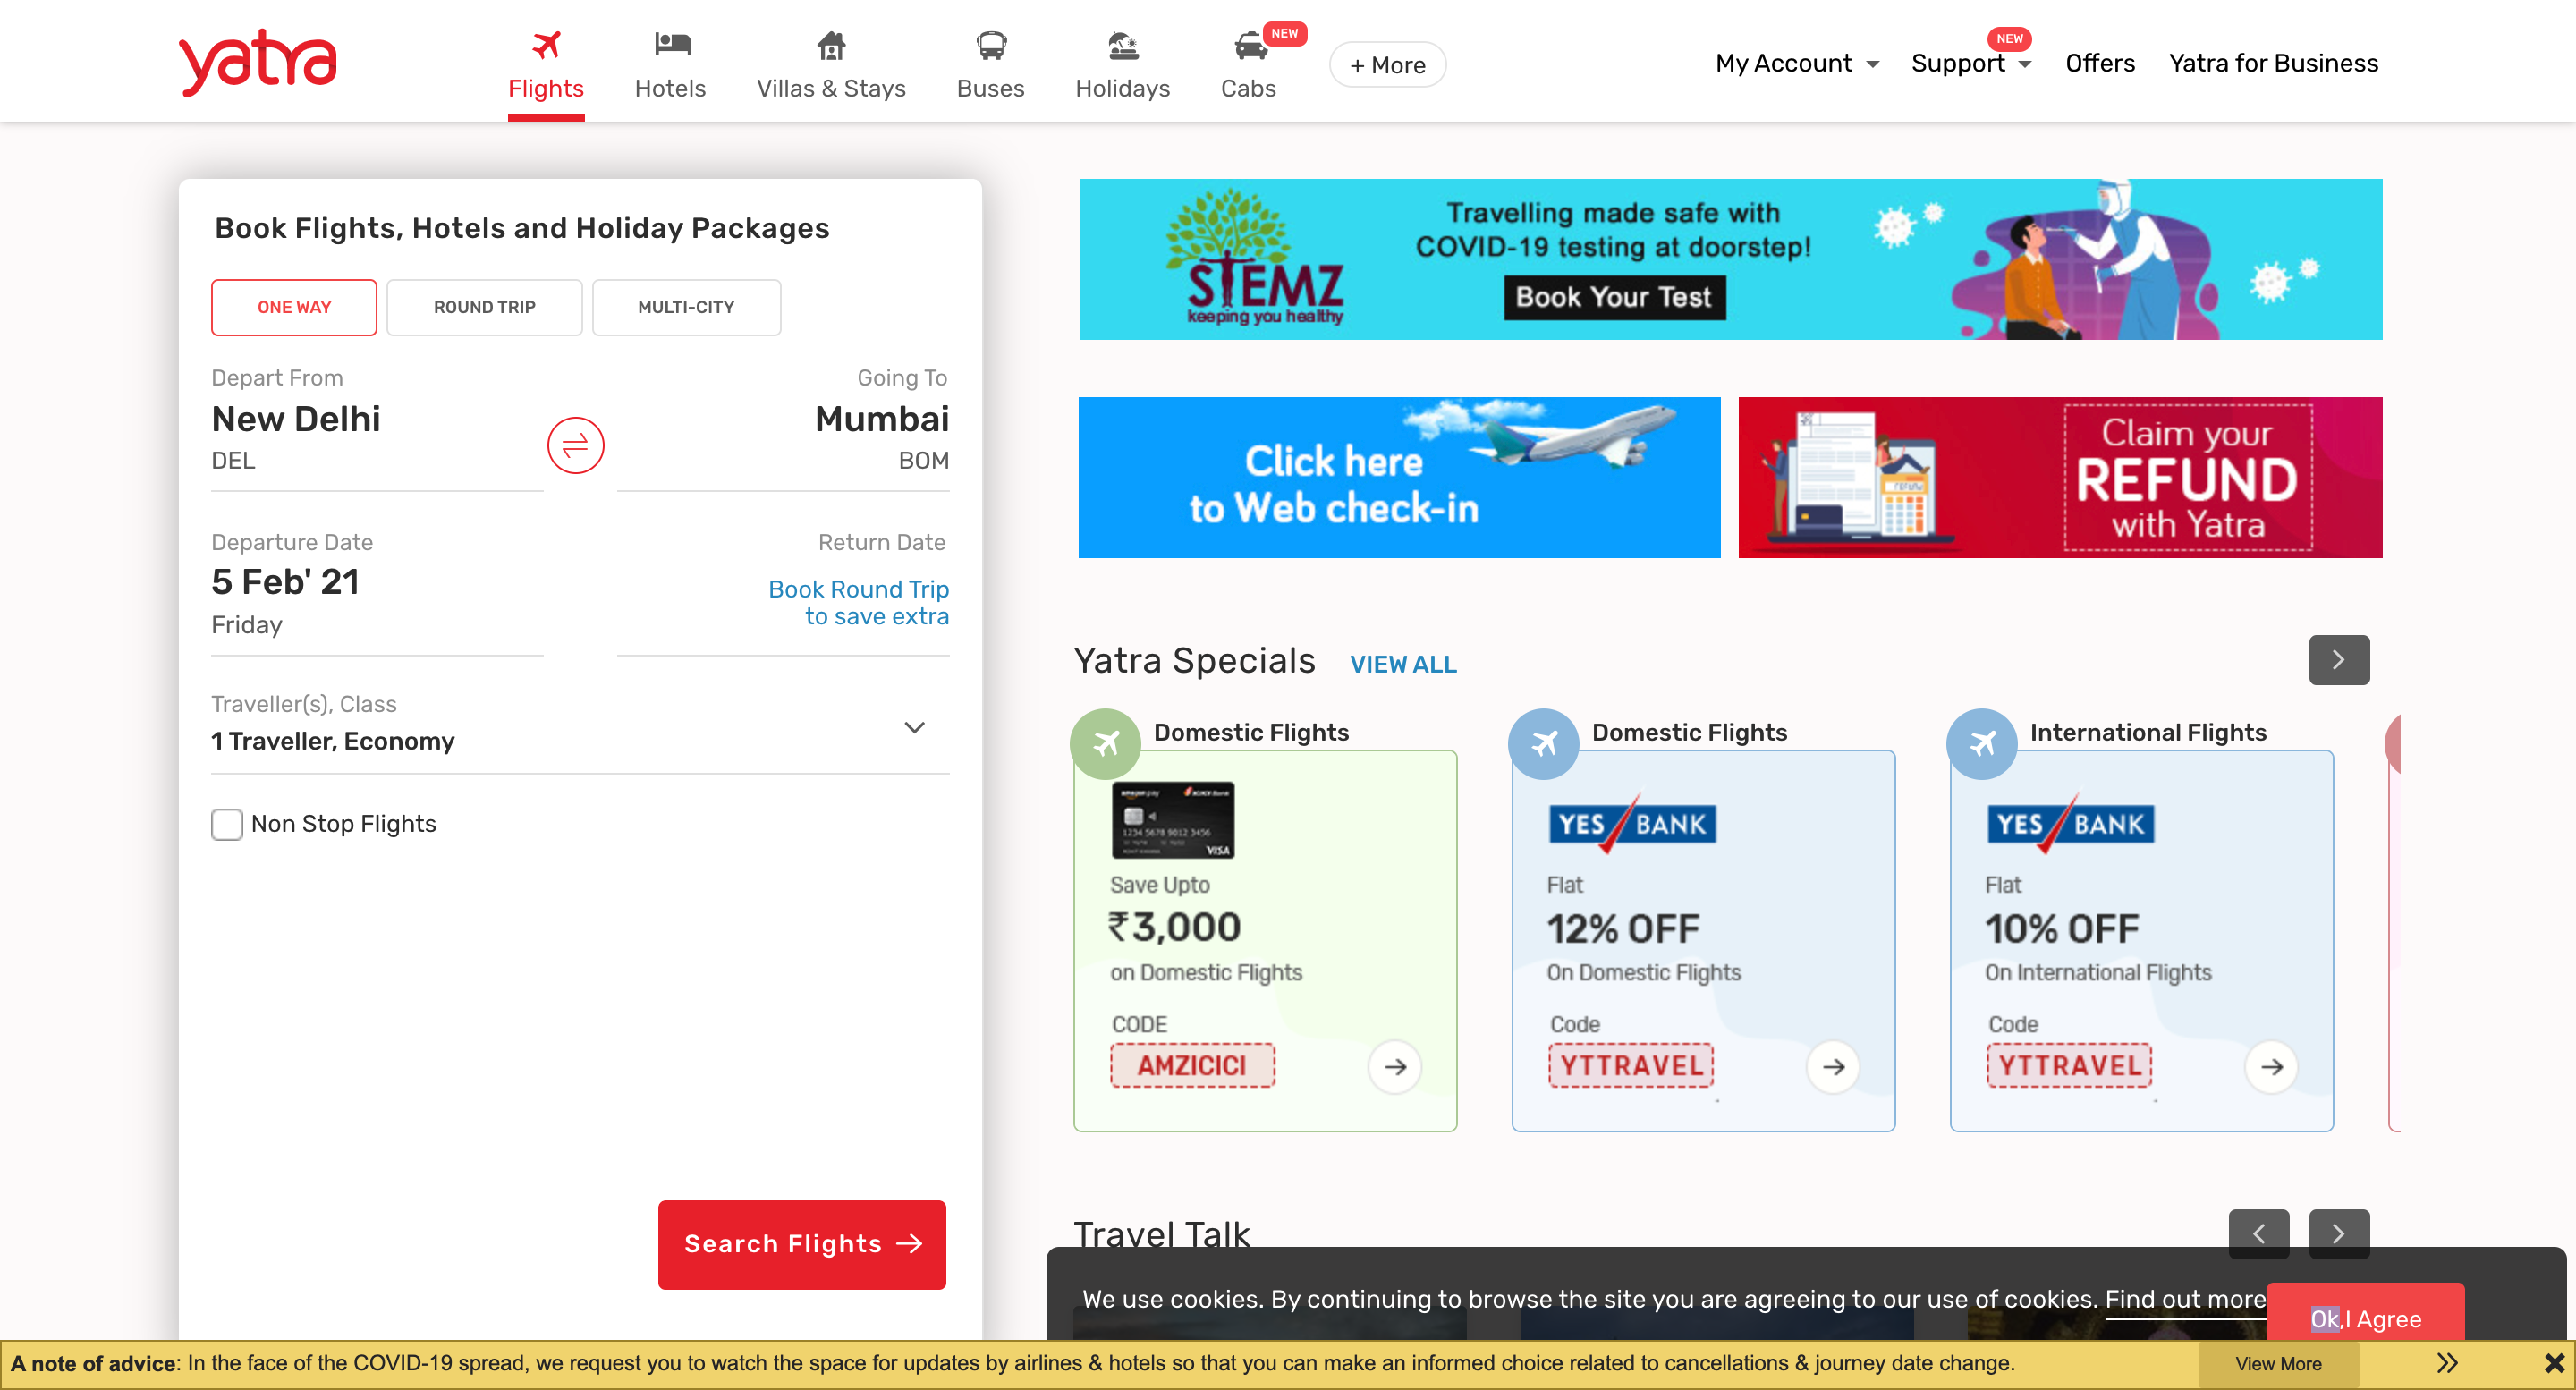 yatra
Flights
Hotels
Villas & Stays
Buses
Holidays
NEW
Cabs
+ More
My Account
NEW
Support
Offers
Yatra for Business
Book Flights, Hotels and Holiday Packages
ONE WAY
ROUND TRIP
MULTI-CITY
Depart From
New Delhi
DEL
Going To
Mumbai
BOM
Departure Date
5 Feb' 21
Friday
Return Date
Book Round Trip
to save extra
Traveller(s), Class
1 Traveller, Economy
Non Stop Flights
Search Flights
STEMZ
keeping you healthy
Travelling made safe with
COVID-19 testing at doorstep!
Book Your Test
Click here
to Web check-in
Claim your
REFUND
with Yatra
Yatra Specials
VIEW ALL
Domestic Flights
amazon pay
ICICI Bank
1234 5678 9012 3456
VISA
Save Upto
₹3,000
on Domestic Flights
CODE
AMZICICI
Domestic Flights
YES BANK
Flat
12% OFF
On Domestic Flights
Code
YTTRAVEL
International Flights
YES BANK
Flat
10% OFF
On International Flights
Code
YTTRAVEL
Travel Talk
We use cookies. By continuing to browse the site you are agreeing to our use of cookies. Find out more
Ok,I Agree
A note of advice: In the face of the COVID-19 spread, we request you to watch the space for updates by airlines & hotels so that you can make an informed choice related to cancellations & journey date change.
View More